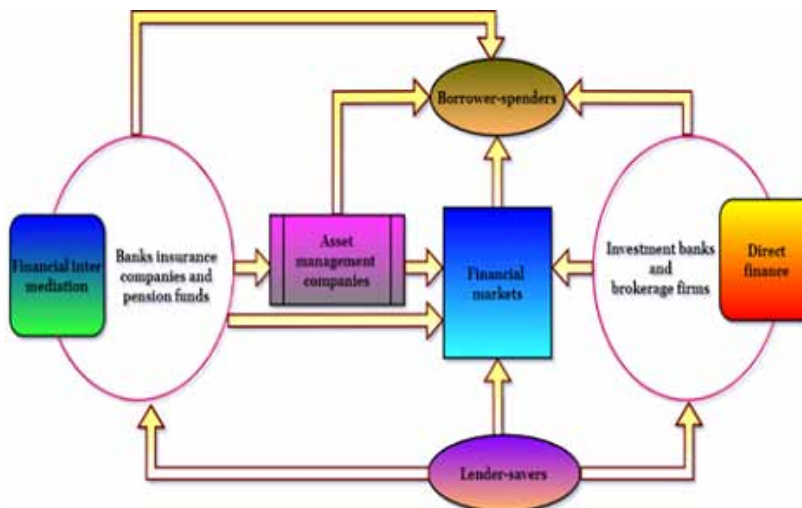 Borrower-spenders
Financial inter
mediation
Banks insurance
companies and
pension funds
Asset
management
companies
Financial
markets
Investment banks
and
brokerage firms
Direct
finance
Lender-savers